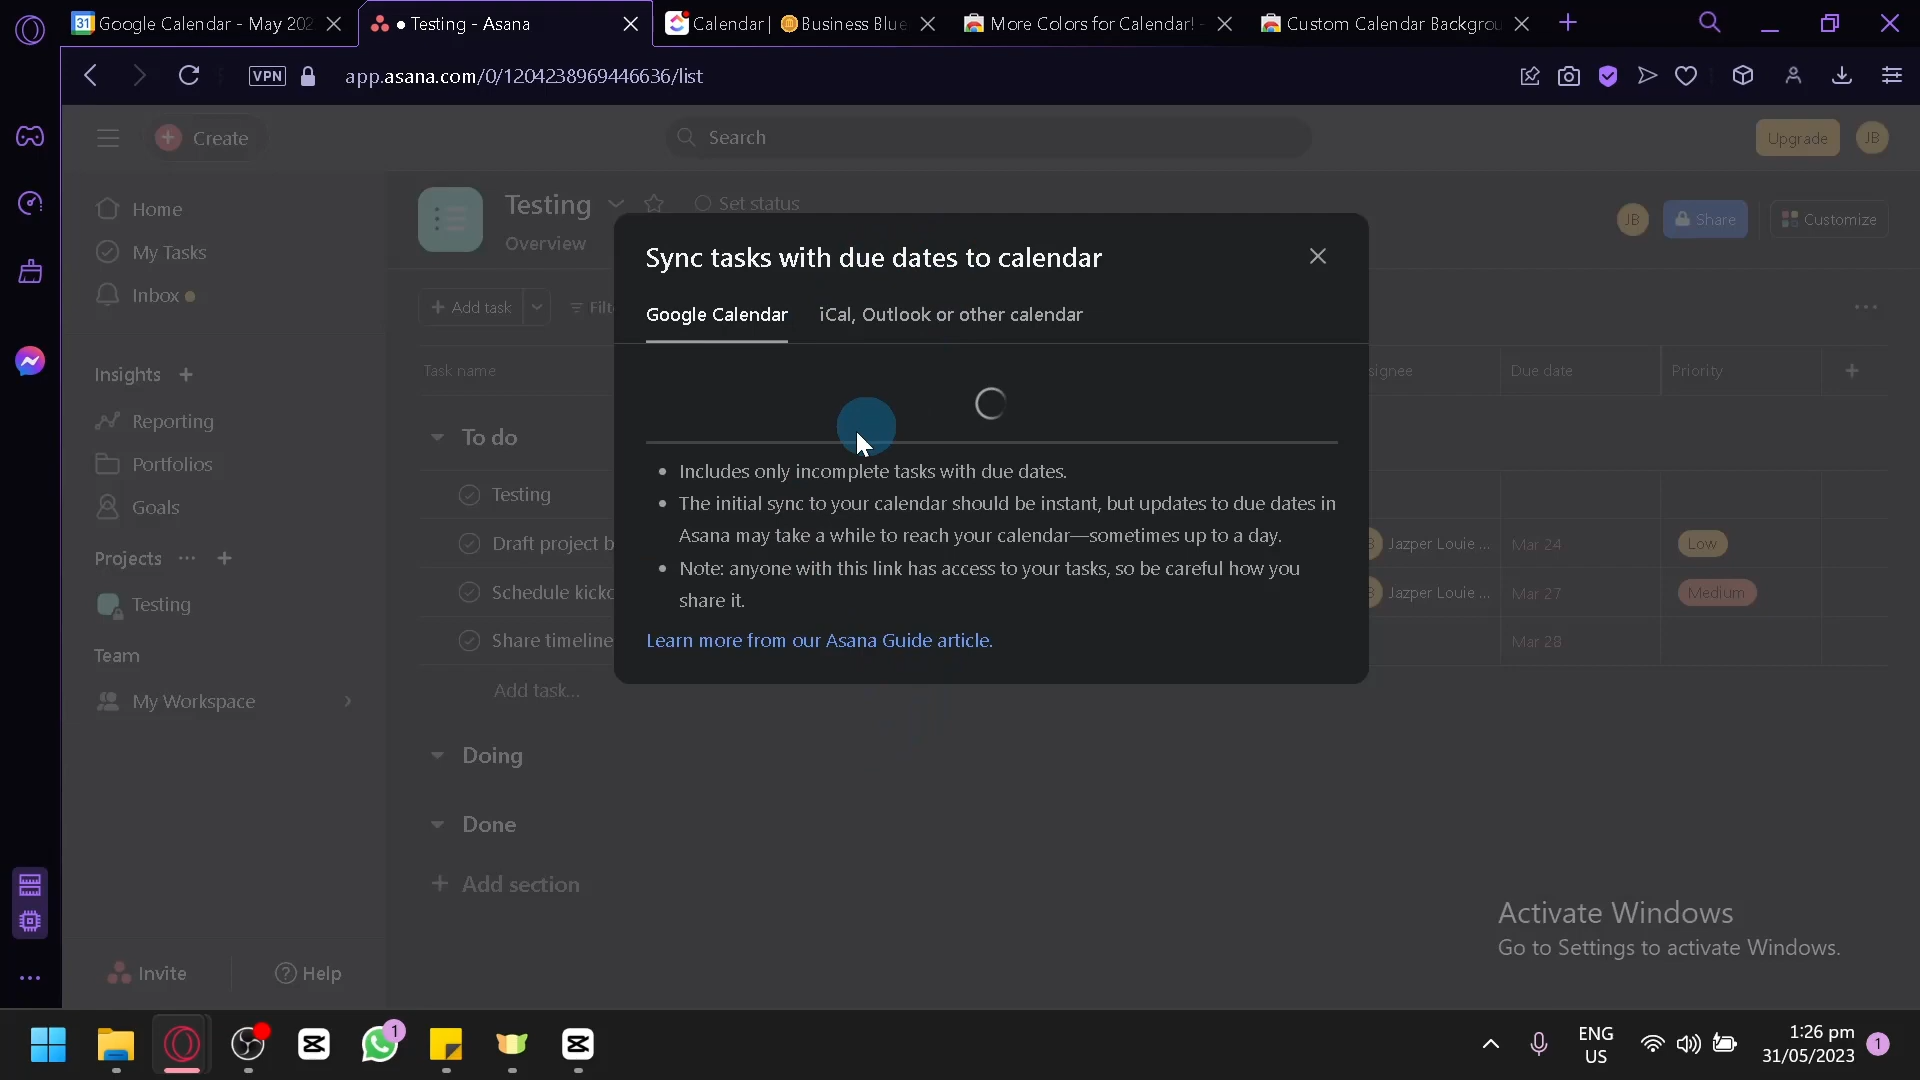 Google Calendar - May 202
Testing - Asana
Calendar | Business Blue
More Colors for Calendar! -
Custom Calendar Backgrou
VPN
app.asana.com/0/1204238969446636/list
Create
Search
Upgrade
JB
Home
My Tasks
Inbox
Insights
Reporting
Portfolios
Goals
Projects
Testing
Team
My Workspace
Invite
Help
Testing
Set status
Overview
JB
Share
Customize
Add task
Filt
Task name
signee
Due date
Priority
To do
Testing
Draft project b
Jazper Louie ...
Mar 24
Low
Schedule kickc
Jazper Louie ...
Mar 27
Medium
Share timeline
Mar 28
Add task...
Doing
Done
Add section
Sync tasks with due dates to calendar
Google Calendar
iCal, Outlook or other calendar
• Includes only incomplete tasks with due dates.
• The initial sync to your calendar should be instant, but updates to due dates in
Asana may take a while to reach your calendar—sometimes up to a day.
• Note: anyone with this link has access to your tasks, so be careful how you
share it.
Learn more from our Asana Guide article.
Activate Windows
Go to Settings to activate Windows.
1
ENG
US
1:26 pm
31/05/2023
1